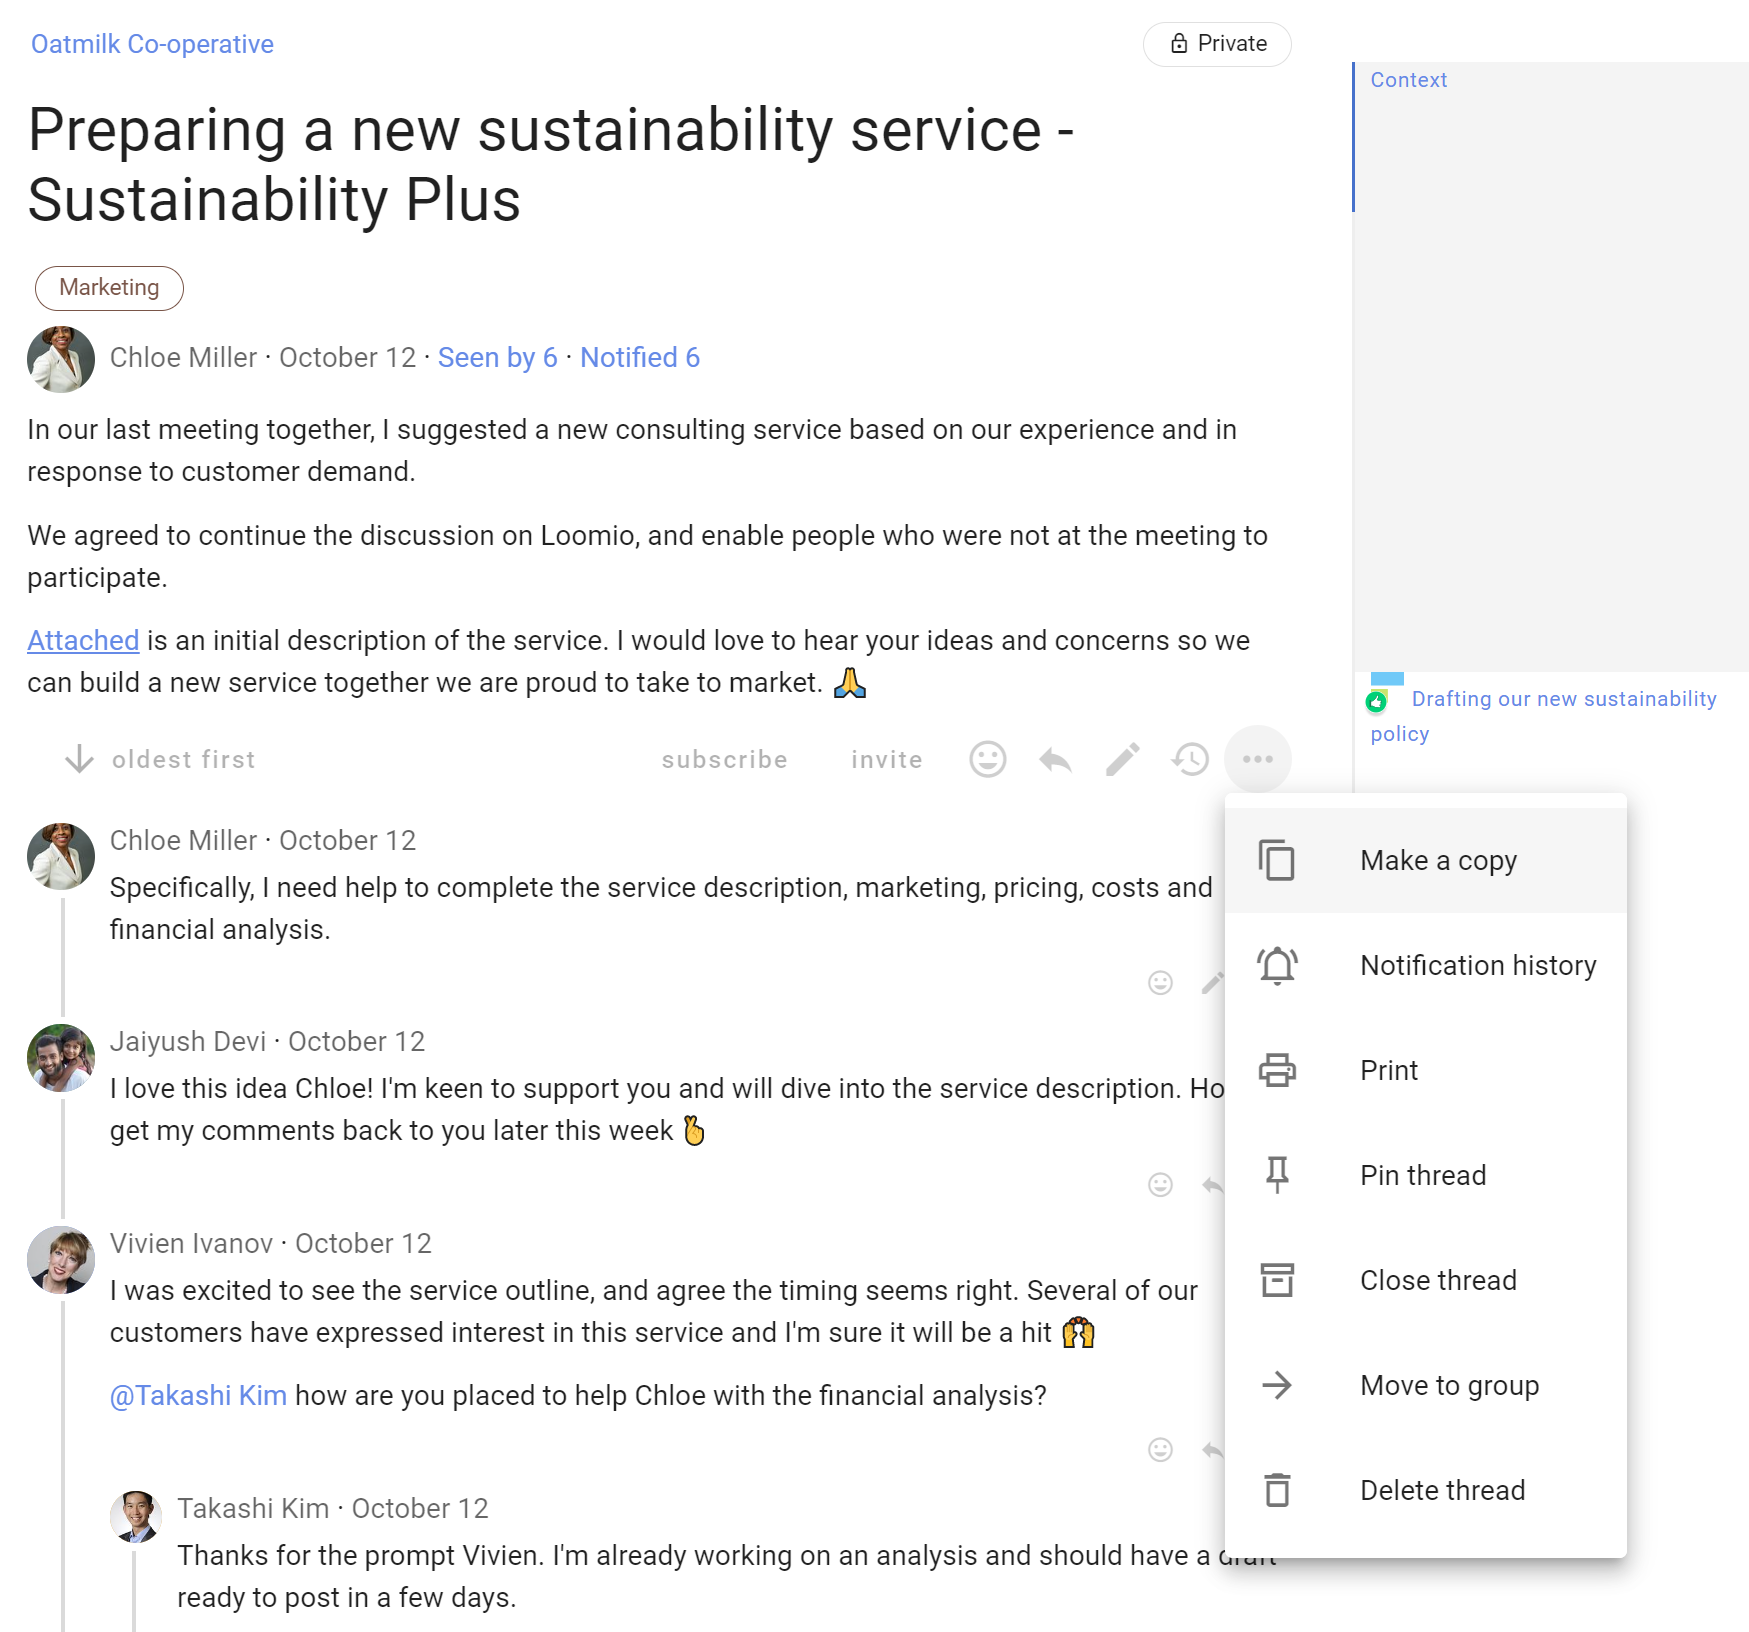 Oatmilk Co-operative
Private
Context
Preparing a new sustainability service -
Sustainability Plus
Marketing
Chloe Miller · October 12 · Seen by 6 · Notified 6
In our last meeting together, I suggested a new consulting service based on our experience and in
response to customer demand.
We agreed to continue the discussion on Loomio, and enable people who were not at the meeting to
participate.
Attached is an initial description of the service. I would love to hear your ideas and concerns so we
can build a new service together we are proud to take to market. 🙏
Drafting our new sustainability
policy
oldest first
subscribe
invite
Chloe Miller · October 12
Specifically, I need help to complete the service description, marketing, pricing, costs and
financial analysis.
Jaiyush Devi · October 12
I love this idea Chloe! I'm keen to support you and will dive into the service description. Ho
get my comments back to you later this week 🤞
Vivien Ivanov · October 12
I was excited to see the service outline, and agree the timing seems right. Several of our
customers have expressed interest in this service and I'm sure it will be a hit 🙌
@Takashi Kim how are you placed to help Chloe with the financial analysis?
Takashi Kim · October 12
Thanks for the prompt Vivien. I'm already working on an analysis and should have a draft
ready to post in a few days.
Make a copy
Notification history
Print
Pin thread
Close thread
Move to group
Delete thread